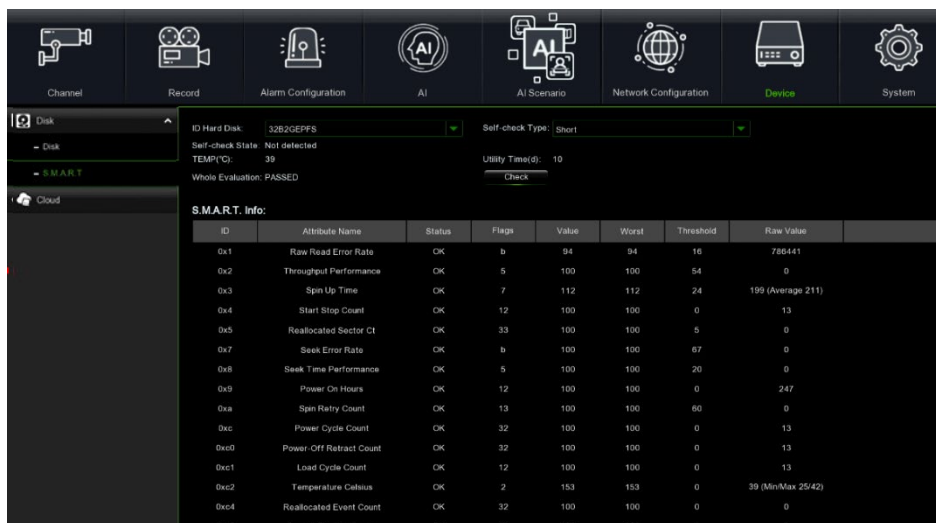 Channel Record Alarm Configuration AI AI Scenario Network Configuration Device System
Disk
Disk
S.M.A.R.T
Cloud
ID Hard Disk: 32B2GEPFS Self-check Type: Short
Self-check State: Not detected
TEMP(°C): 39 Utility Time(d): 10
Whole Evaluation: PASSED Check
S.M.A.R.T. Info:
ID Attribute Name Status Flags Value Worst Threshold Raw Value
0x1 Raw Read Error Rate OK b 94 94 16 786441
0x2 Throughput Performance OK 5 100 100 54 0
0x3 Spin Up Time OK 7 112 112 24 199 (Average 211)
0x4 Start Stop Count OK 12 100 100 0 13
0x5 Reallocated Sector Ct OK 33 100 100 5 0
0x7 Seek Error Rate OK b 100 100 67 0
0x8 Seek Time Performance OK 5 100 100 20 0
0x9 Power On Hours OK 12 100 100 0 247
0xa Spin Retry Count OK 13 100 100 60 0
0xc Power Cycle Count OK 32 100 100 0 13
0xc0 Power-Off Retract Count OK 32 100 100 0 13
0xc1 Load Cycle Count OK 12 100 100 0 13
0xc2 Temperature Celsius OK 2 153 153 0 39 (Min/Max 25/42)
0xc4 Reallocated Event Count OK 32 100 100 0 0